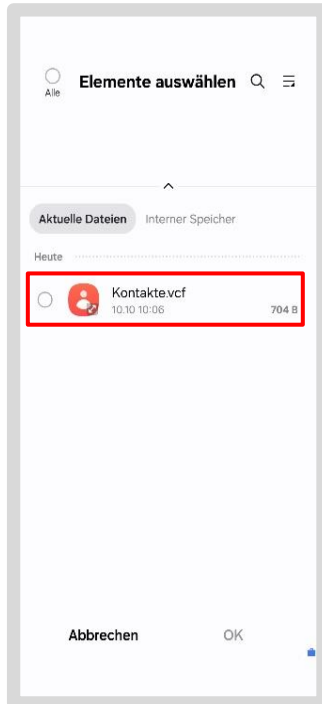 Alle
Elemente auswählen
Aktuelle Dateien Interner Speicher
Heute
Kontakte.vcf
10.10 10:06 704 B
Abbrechen OK